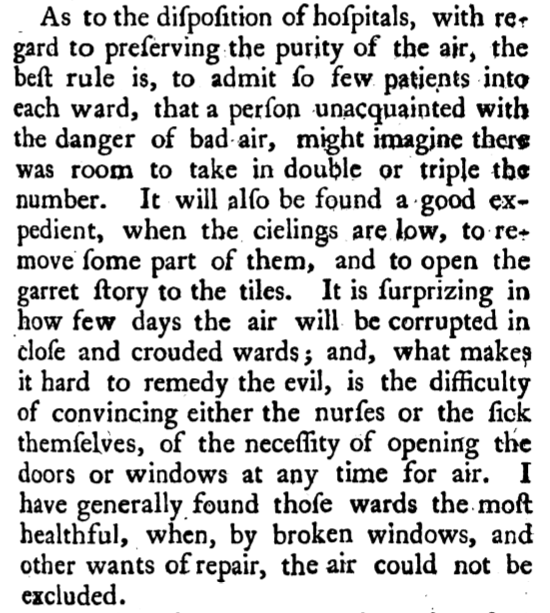 As to the diſpoſition of hoſpitals, with re-
gard to preſerving the purity of the air, the
beſt rule is, to admit ſo few patients into
each ward, that a perſon unacquainted with
the danger of bad air, might imagine there
was room to take in double or triple the
number. It will alſo be found a good ex-
pedient, when the cielings are low, to re-
move ſome part of them, and to open the
garret ſtory to the tiles. It is ſurprizing in
how few days the air will be corrupted in
cloſe and crouded wards; and, what makes
it hard to remedy the evil, is the difficulty
of convincing either the nurſes or the ſick
themſelves, of the neceſſity of opening the
doors or windows at any time for air. I
have generally found thoſe wards the moſt
healthful, when, by broken windows, and
other wants of repair, the air could not be
excluded.